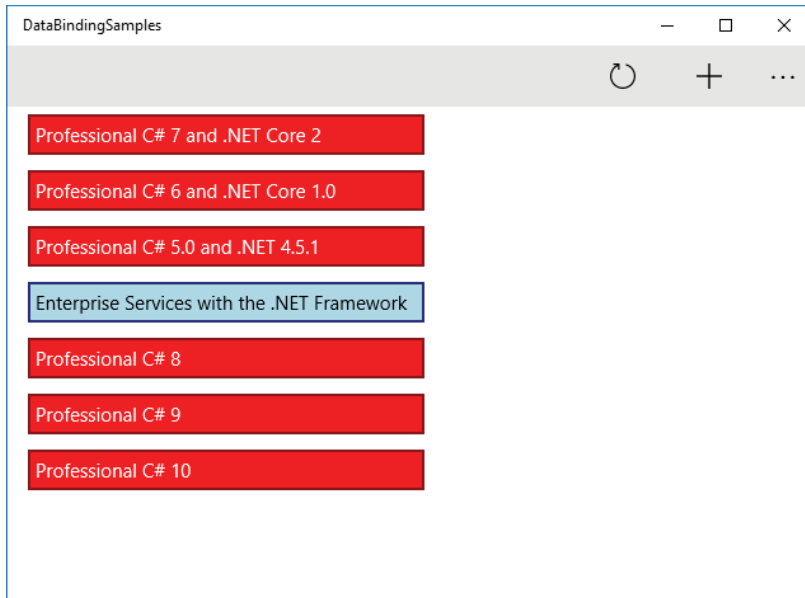 DataBindingSamples
Professional C# 7 and .NET Core 2
Professional C# 6 and .NET Core 1.0
Professional C# 5.0 and .NET 4.5.1
Enterprise Services with the .NET Framework
Professional C# 8
Professional C# 9
Professional C# 10